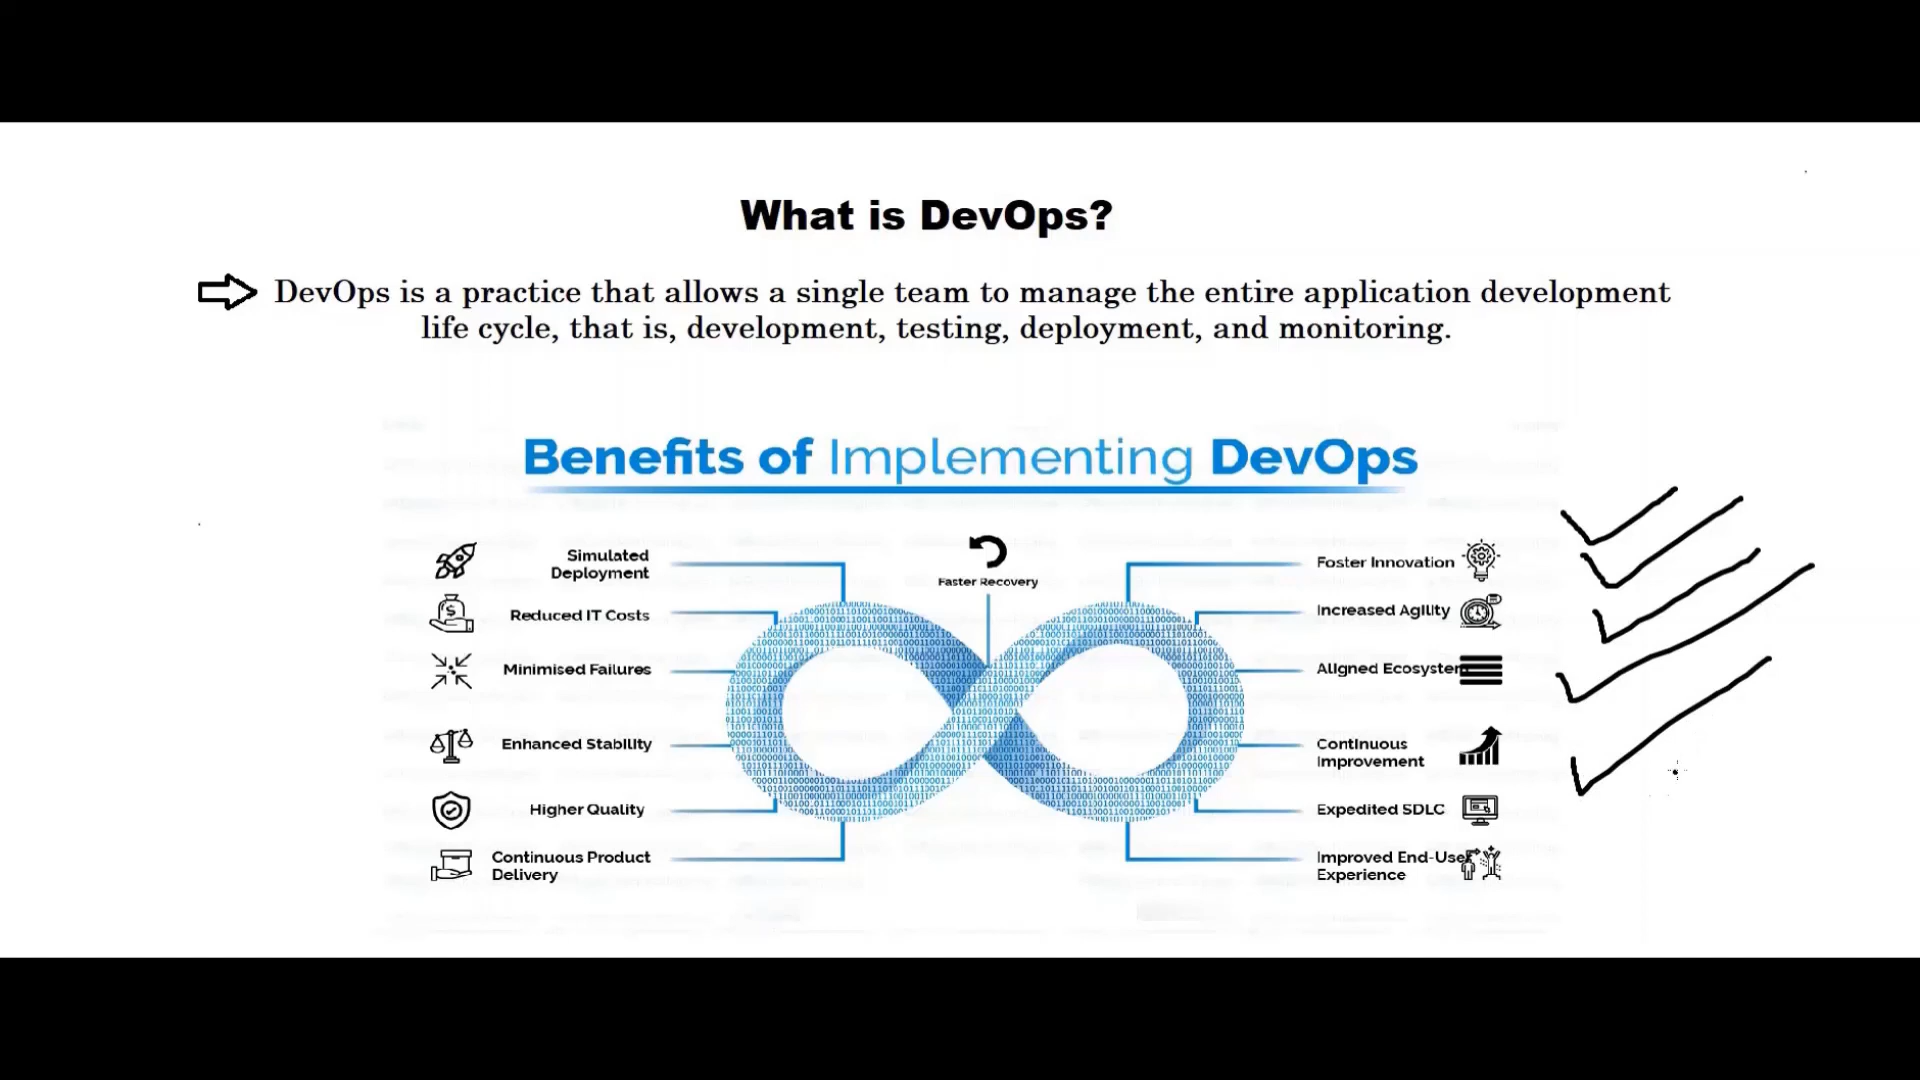 What is DevOps?
DevOps is a practice that allows a single team to manage the entire application development
life cycle, that is, development, testing, deployment, and monitoring.
Benefits of Implementing DevOps
Simulated
Deployment
Reduced IT Costs
Minimised Failures
Enhanced Stability
Higher Quality
Continuous Product
Delivery
Faster Recovery
Foster Innovation
Increased Agility
Aligned Ecosystem
Continuous
Improvement
Expedited SDLC
Improved End-User
Experience